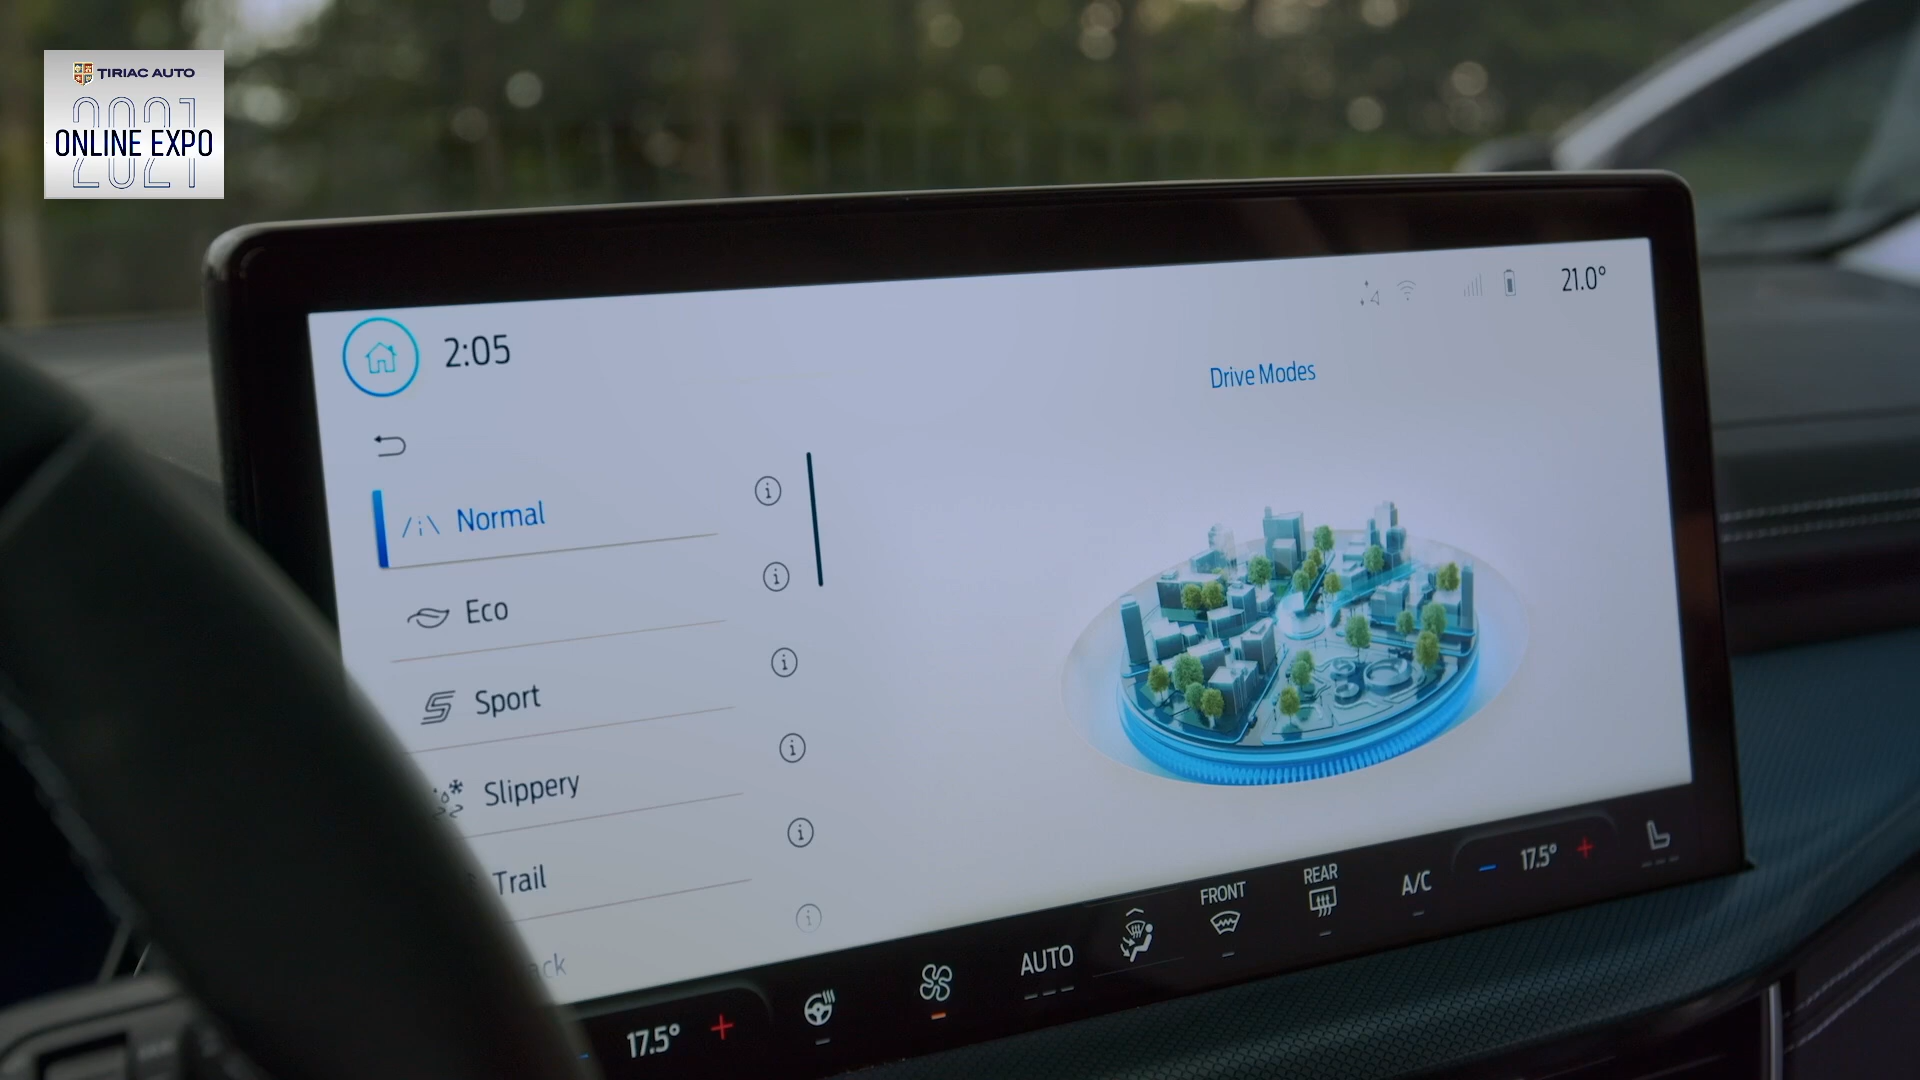 TIRIAC AUTO
2021
ONLINE EXPO
2:05
21.0°
Drive Modes
Normal
Eco
Sport
Slippery
Trail
17.5°
AUTO
FRONT
REAR
A/C
17.5°